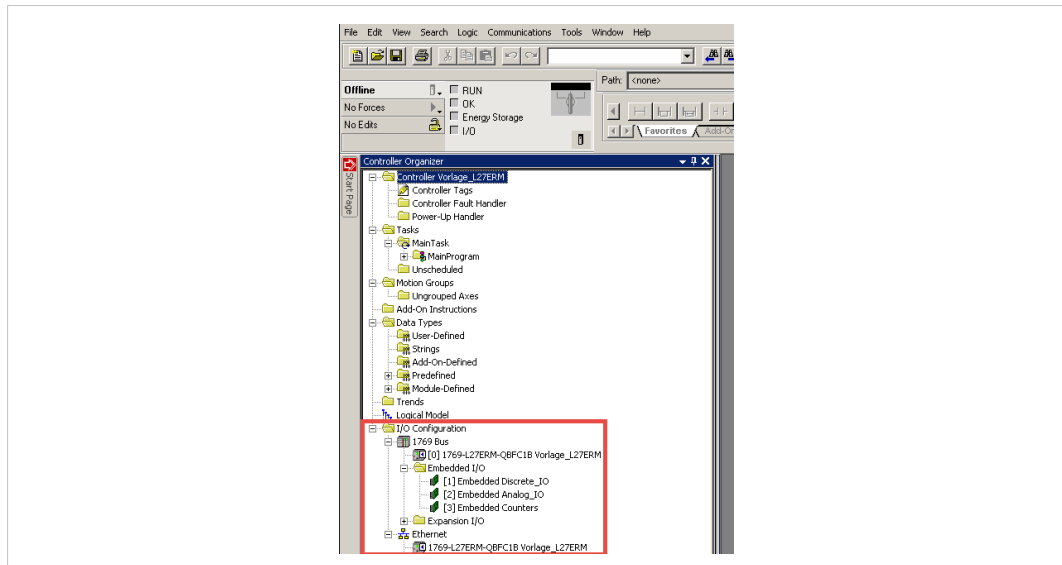 File Edit View Search Logic Communications Tools Window Help
Path: <none>
Offline
RUN
No Forces
OK
Energy Storage
No Edits
I/O
Favorites Add-On
Controller Organizer
Start Page
Controller Vorlage_L27ERM
Controller Tags
Controller Fault Handler
Power-Up Handler
Tasks
MainTask
MainProgram
Unscheduled
Motion Groups
Ungrouped Axes
Add-On Instructions
Data Types
User-Defined
Strings
Add-On-Defined
Predefined
Module-Defined
Trends
Logical Model
I/O Configuration
1769 Bus
[0] 1769-L27ERM-QBFC1B Vorlage_L27ERM
Embedded I/O
[1] Embedded Discrete_IO
[2] Embedded Analog_IO
[3] Embedded Counters
Expansion I/O
Ethernet
1769-L27ERM-QBFC1B Vorlage_L27ERM